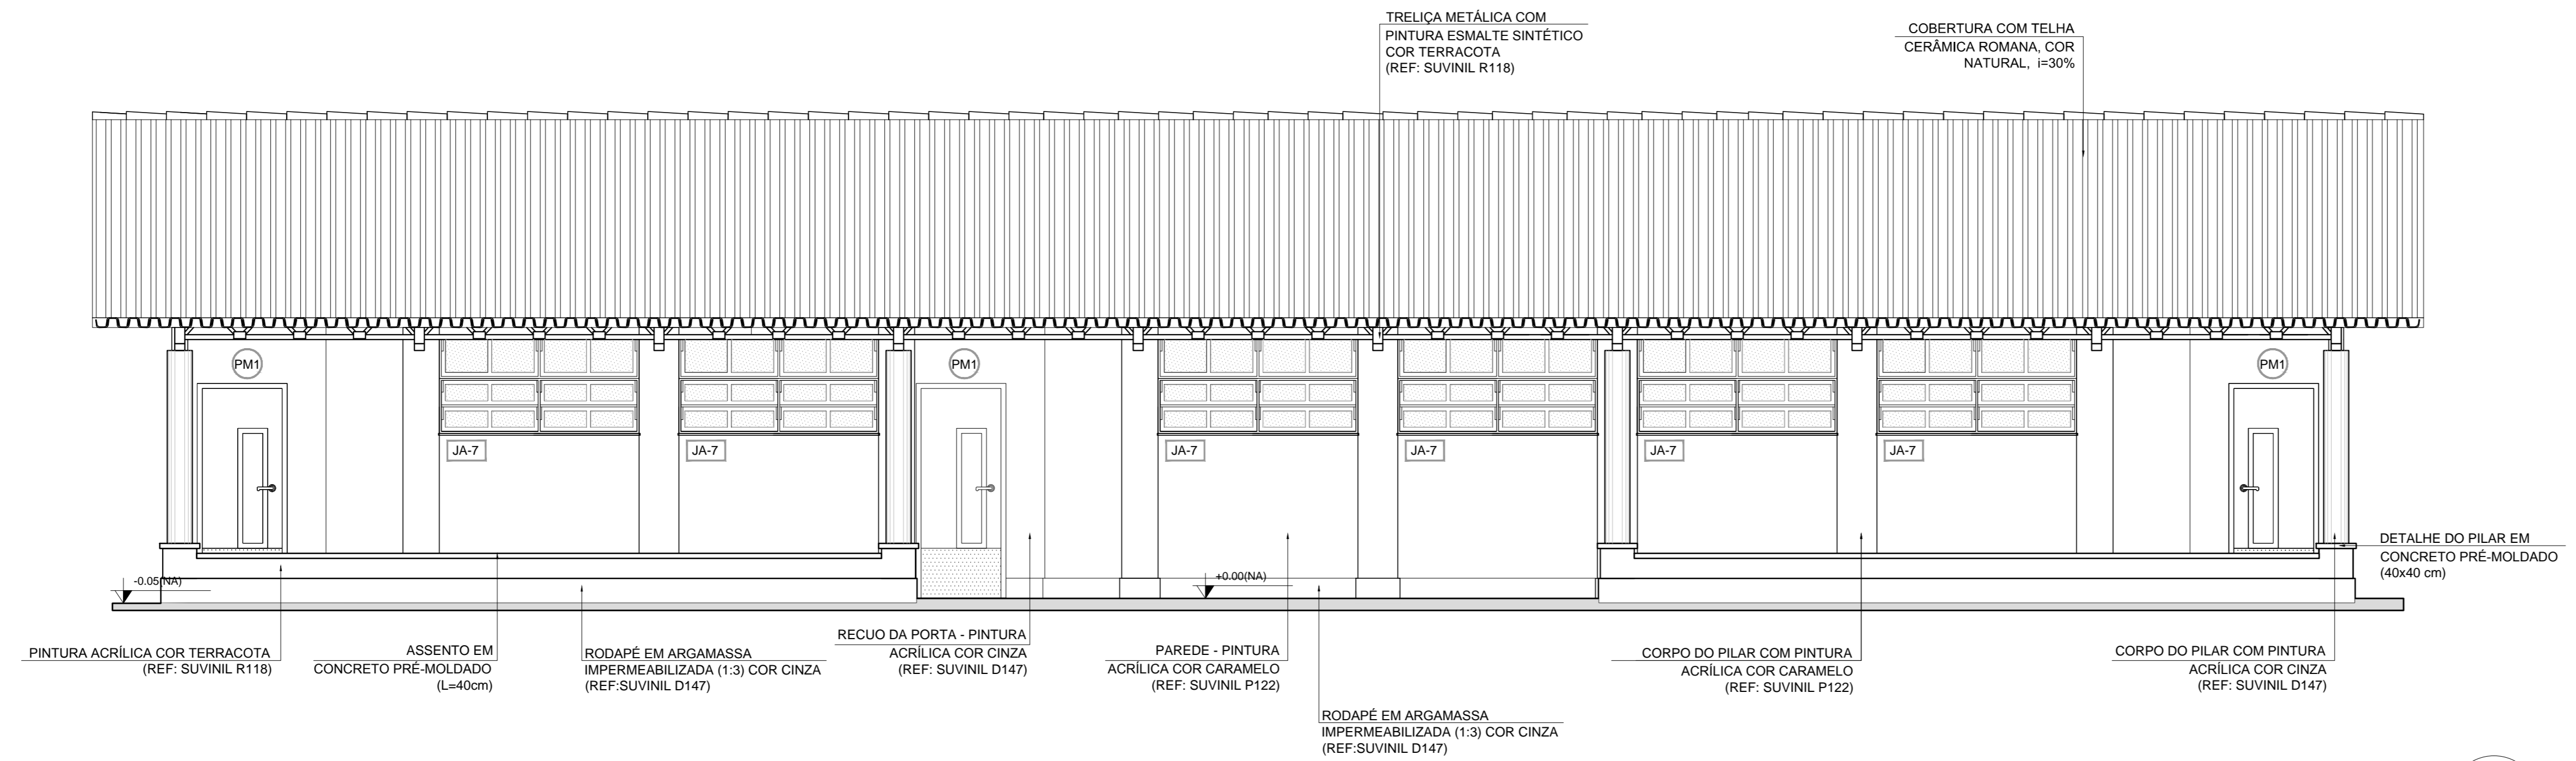 TRELIÇA METÁLICA COM
PINTURA ESMALTE SINTÉTICO
COR TERRACOTA
(REF: SUVINIL R118)
COBERTURA COM TELHA
CERÂMICA ROMANA, COR
NATURAL, i=30%
PM1
PM1
PM1
JA-7
JA-7
JA-7
JA-7
JA-7
JA-7
DETALHE DO PILAR EM
CONCRETO PRÉ-MOLDADO
(40x40 cm)
-0.05(NA)
+0.00(NA)
PINTURA ACRÍLICA COR TERRACOTA
(REF: SUVINIL R118)
ASSENTO EM
CONCRETO PRÉ-MOLDADO
(L=40cm)
RODAPÉ EM ARGAMASSA
IMPERMEABILIZADA (1:3) COR CINZA
(REF:SUVINIL D147)
RECUO DA PORTA - PINTURA
ACRÍLICA COR CINZA
(REF: SUVINIL D147)
PAREDE - PINTURA
ACRÍLICA COR CARAMELO
(REF: SUVINIL P122)
RODAPÉ EM ARGAMASSA
IMPERMEABILIZADA (1:3) COR CINZA
(REF:SUVINIL D147)
CORPO DO PILAR COM PINTURA
ACRÍLICA COR CARAMELO
(REF: SUVINIL P122)
CORPO DO PILAR COM PINTURA
ACRÍLICA COR CINZA
(REF: SUVINIL D147)